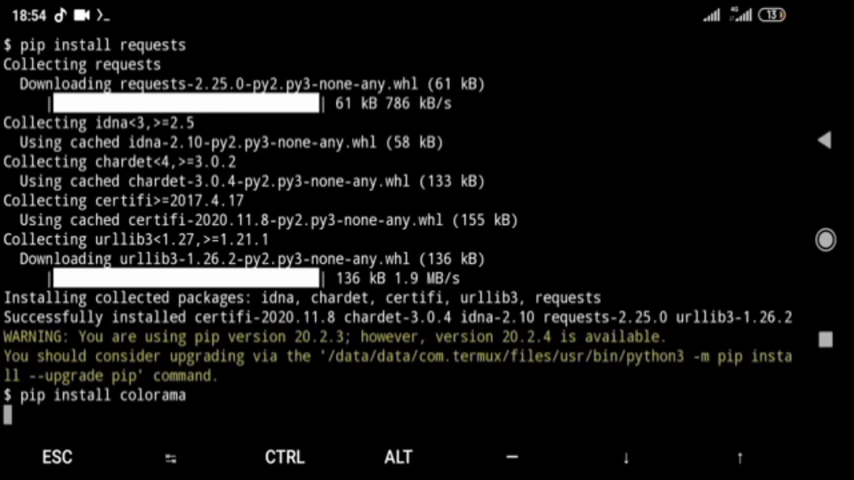 18:54
4G
13
$ pip install requests
Collecting requests
Downloading requests-2.25.0-py2.py3-none-any.whl (61 kB)
| | 61 kB 786 kB/s
Collecting idna<3,>=2.5
Using cached idna-2.10-py2.py3-none-any.whl (58 kB)
Collecting chardet<4,>=3.0.2
Using cached chardet-3.0.4-py2.py3-none-any.whl (133 kB)
Collecting certifi>=2017.4.17
Using cached certifi-2020.11.8-py2.py3-none-any.whl (155 kB)
Collecting urllib3<1.27,>=1.21.1
Downloading urllib3-1.26.2-py2.py3-none-any.whl (136 kB)
| | 136 kB 1.9 MB/s
Installing collected packages: idna, chardet, certifi, urllib3, requests
Successfully installed certifi-2020.11.8 chardet-3.0.4 idna-2.10 requests-2.25.0 urllib3-1.26.2
WARNING: You are using pip version 20.2.3; however, version 20.2.4 is available.
You should consider upgrading via the '/data/data/com.termux/files/usr/bin/python3 -m pip insta
ll --upgrade pip' command.
$ pip install colorama
ESC ↹ CTRL ALT — ↓ ↑